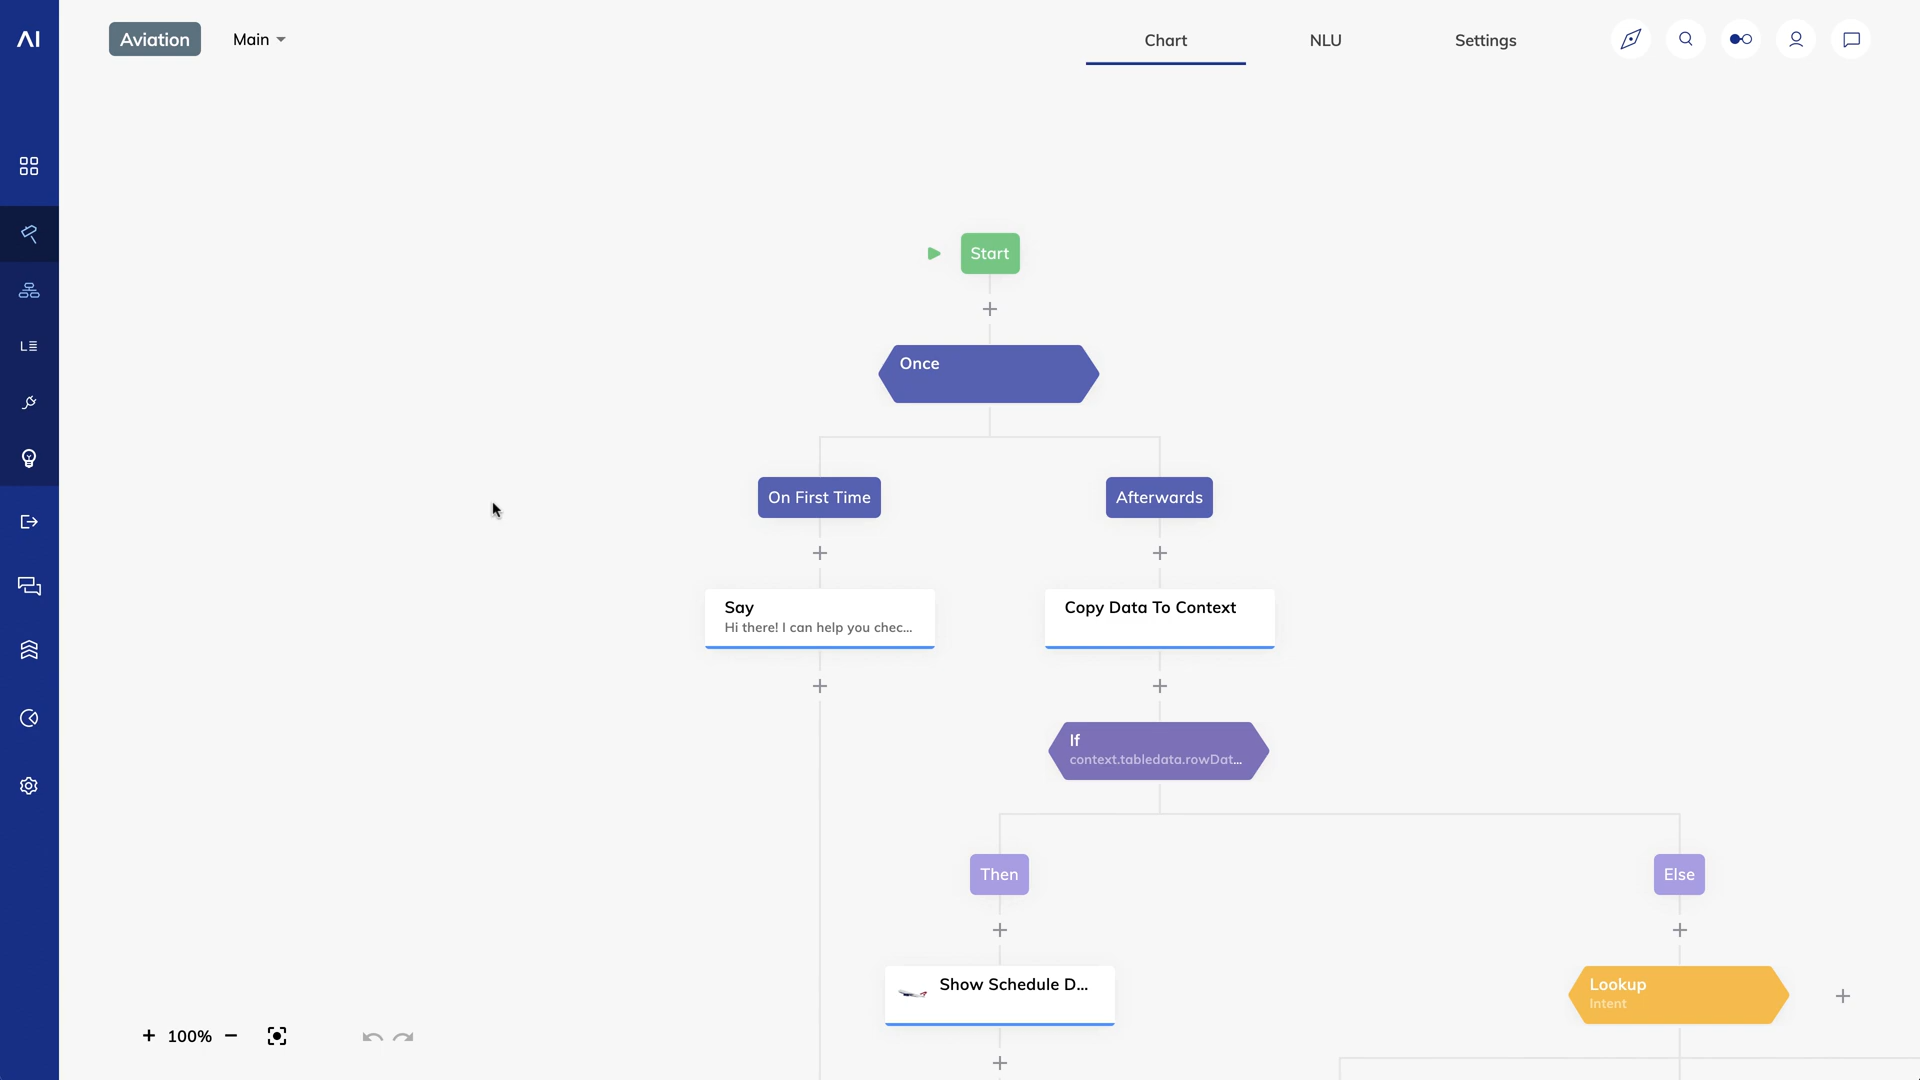 AI
Aviation
Main
Chart
NLU
Settings
Start
Once
On First Time
Afterwards
Say
Hi there! I can help you chec...
Copy Data To Context
If
context.tabledata.rowDat...
Then
Else
Show Schedule D...
Lookup
Intent
+ 100% −